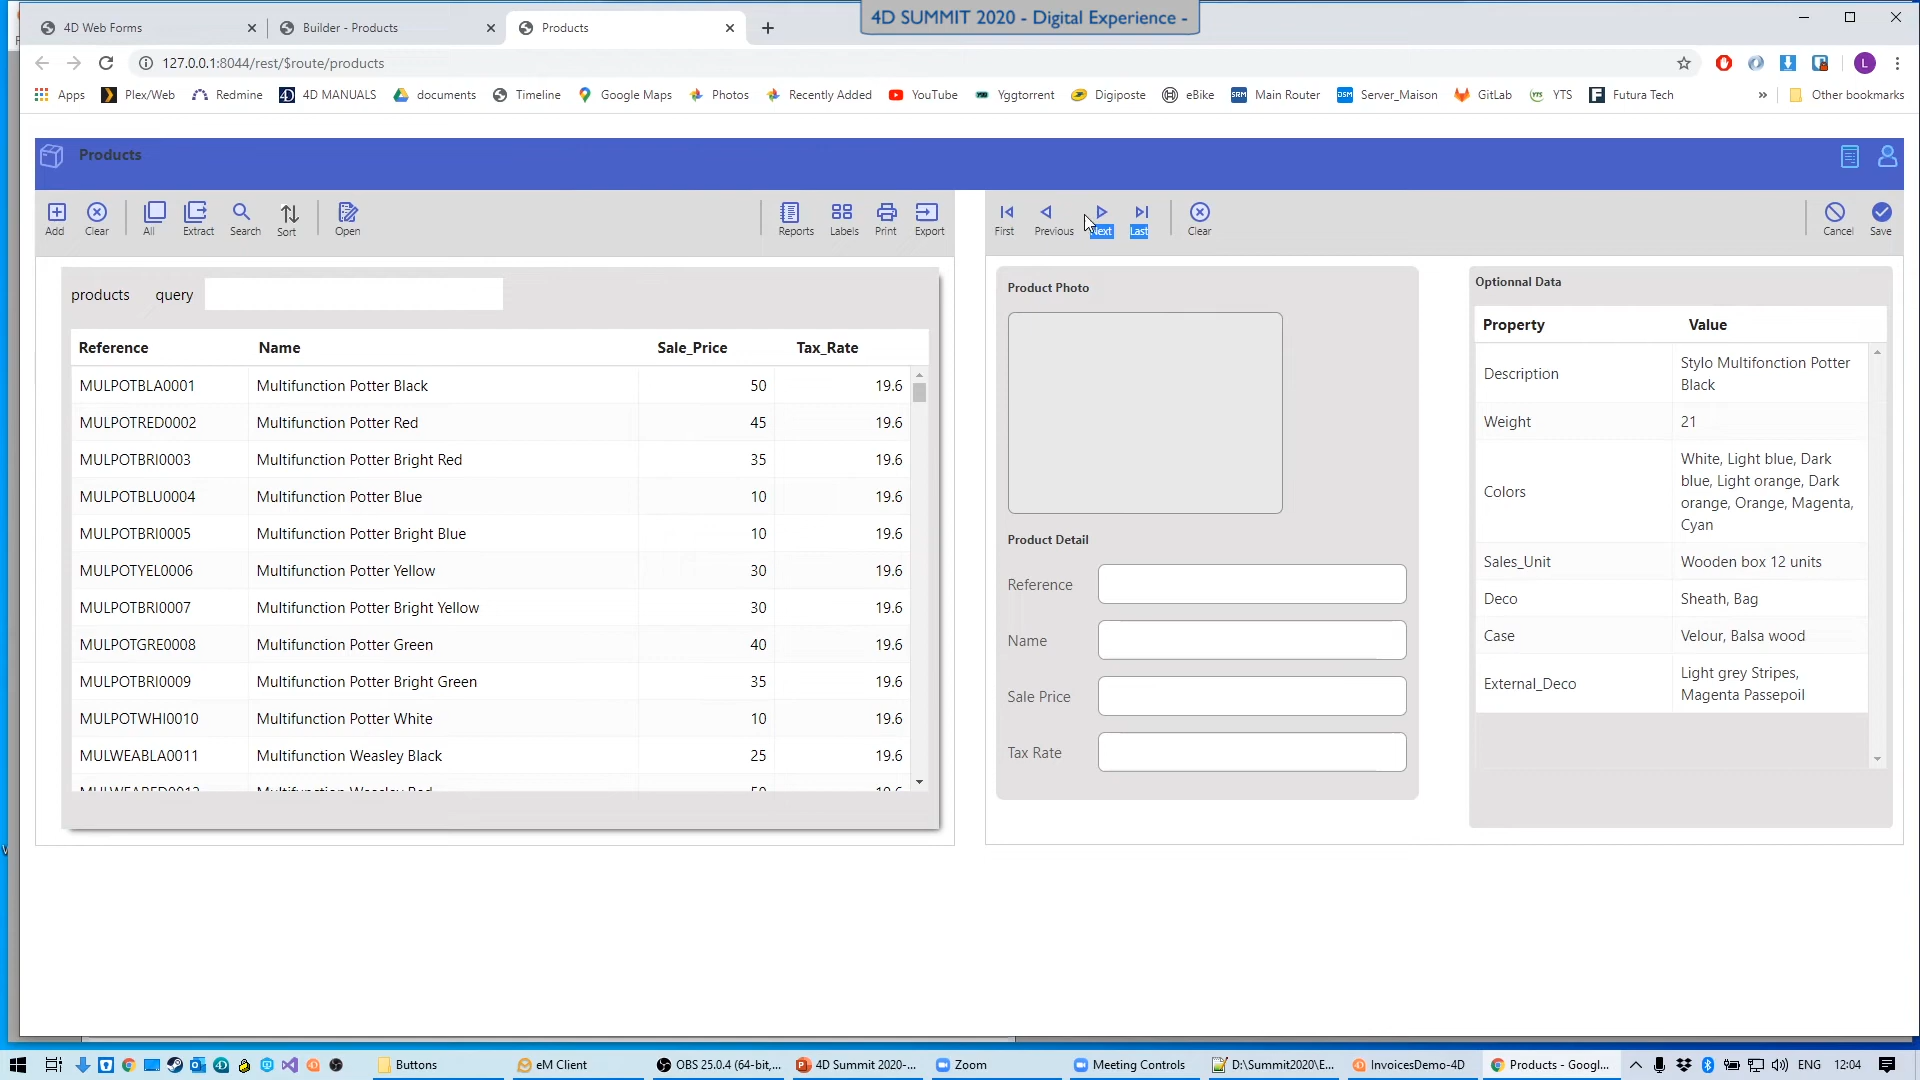 4D SUMMIT 2020 - Digital Experience -
4D Web Forms
Builder - Products
Products
127.0.0.1:8044/rest/$route/products
L
Apps
Plex/Web
Redmine
4D MANUALS
documents
Timeline
Google Maps
Photos
Recently Added
YouTube
Yggtorrent
Digiposte
eBike
Main Router
Server_Maison
GitLab
YTS
Futura Tech
»
Other bookmarks
Products
Add
Clear
All
Extract
Search
Sort
Open
Reports
Labels
Print
Export
First
Previous
Next
Last
Clear
Cancel
Save
products query
Reference Name Sale_Price Tax_Rate
MULPOTBLA0001 Multifunction Potter Black 50 19.6
MULPOTRED0002 Multifunction Potter Red 45 19.6
MULPOTBRI0003 Multifunction Potter Bright Red 35 19.6
MULPOTBLU0004 Multifunction Potter Blue 10 19.6
MULPOTBRI0005 Multifunction Potter Bright Blue 10 19.6
MULPOTYEL0006 Multifunction Potter Yellow 30 19.6
MULPOTBRI0007 Multifunction Potter Bright Yellow 30 19.6
MULPOTGRE0008 Multifunction Potter Green 40 19.6
MULPOTBRI0009 Multifunction Potter Bright Green 35 19.6
MULPOTWHI0010 Multifunction Potter White 10 19.6
MULWEABLA0011 Multifunction Weasley Black 25 19.6
MULWEARED0012 Multifunction Weasley Red 50 19.6
Product Photo
Product Detail
Reference
Name
Sale Price
Tax Rate
Optionnal Data
Property Value
Description Stylo Multifonction Potter
Black
Weight 21
Colors White, Light blue, Dark
blue, Light orange, Dark
orange, Orange, Magenta,
Cyan
Sales_Unit Wooden box 12 units
Deco Sheath, Bag
Case Velour, Balsa wood
External_Deco Light grey Stripes,
Magenta Passepoil
Buttons
eM Client
OBS 25.0.4 (64-bit,...
4D Summit 2020-...
Zoom
Meeting Controls
D:\Summit2020\E...
InvoicesDemo-4D
Products - Googl...
ENG
12:04